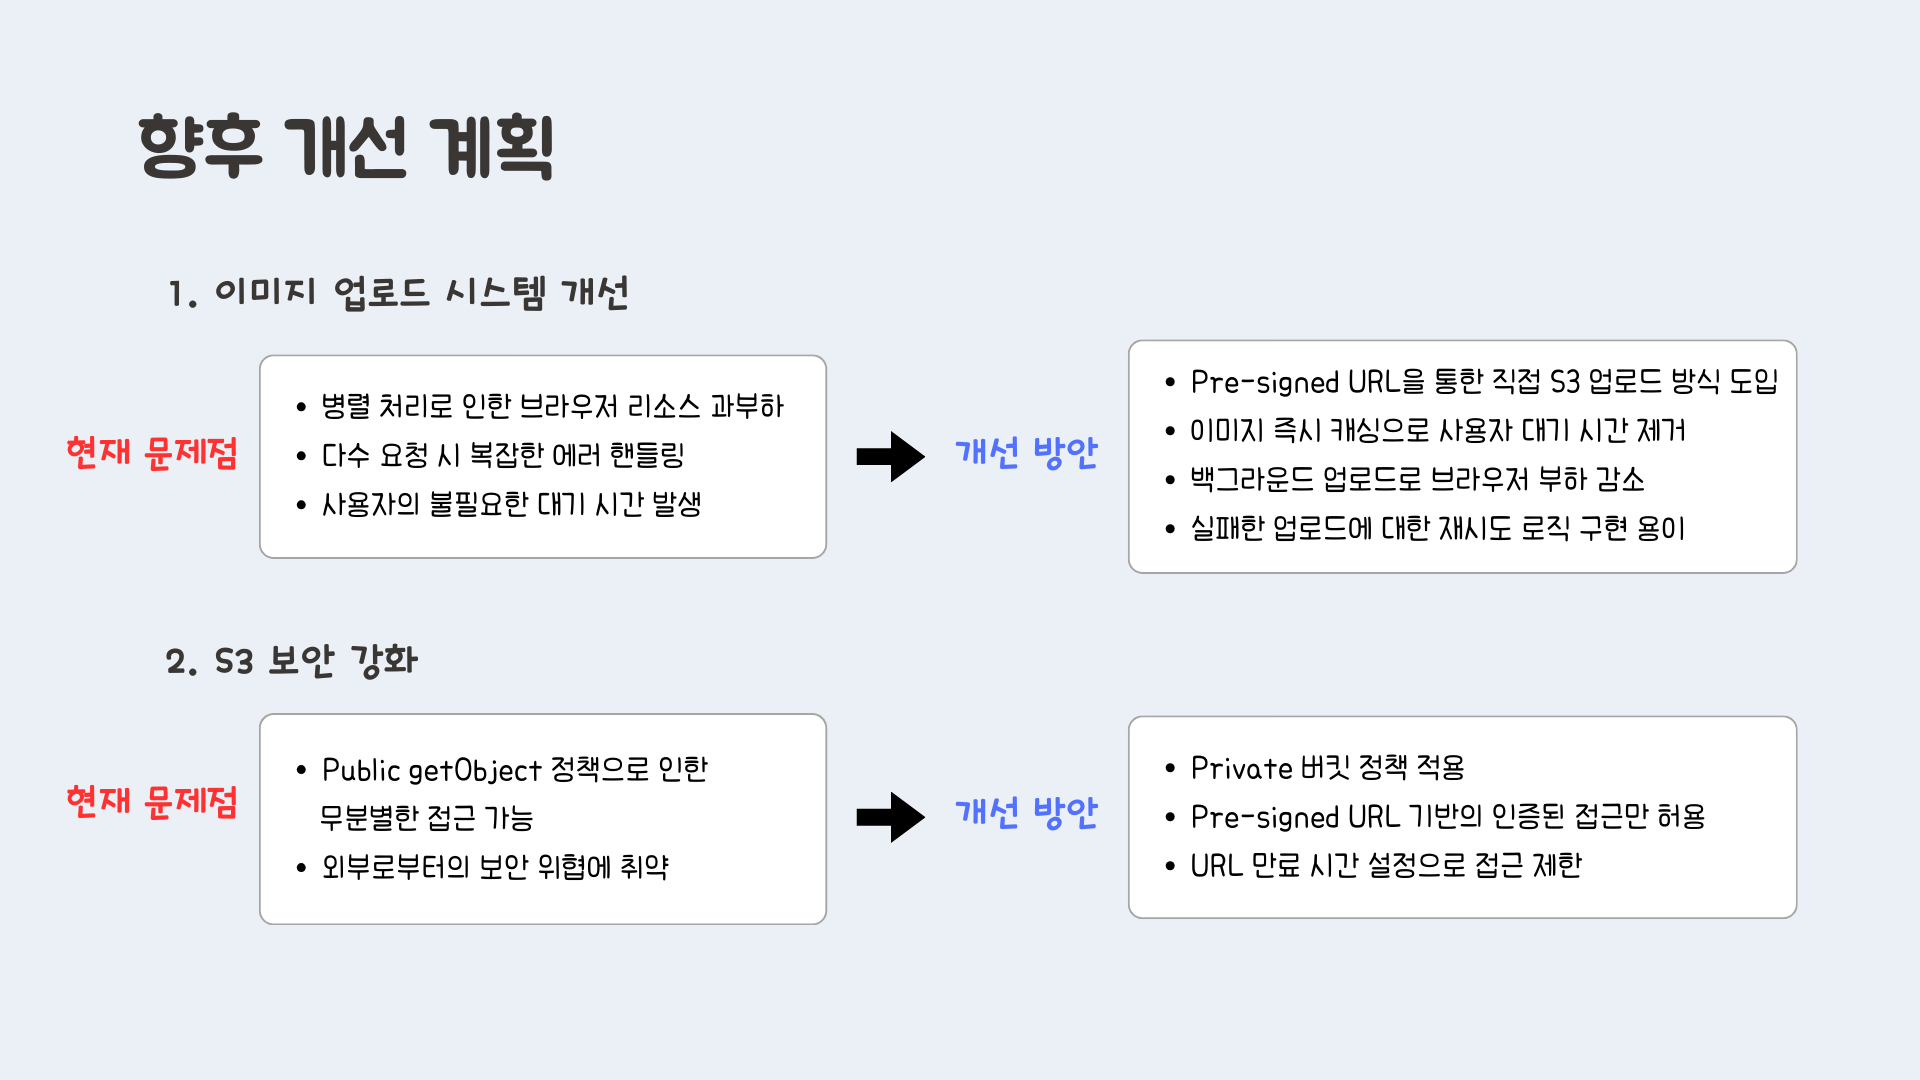 향후 개선 계획
1. 이미지 업로드 시스템 개선
현재 문제점
• 병렬 처리로 인한 브라우저 리소스 과부하
• 다수 요청 시 복잡한 에러 핸들링
• 사용자의 불필요한 대기 시간 발생
개선 방안
• Pre-signed URL을 통한 직접 S3 업로드 방식 도입
• 이미지 즉시 캐싱으로 사용자 대기 시간 제거
• 백그라운드 업로드로 브라우저 부하 감소
• 실패한 업로드에 대한 재시도 로직 구현 용이
2. S3 보안 강화
현재 문제점
• Public getObject 정책으로 인한
무분별한 접근 가능
• 외부로부터의 보안 위협에 취약
개선 방안
• Private 버킷 정책 적용
• Pre-signed URL 기반의 인증된 접근만 허용
• URL 만료 시간 설정으로 접근 제한